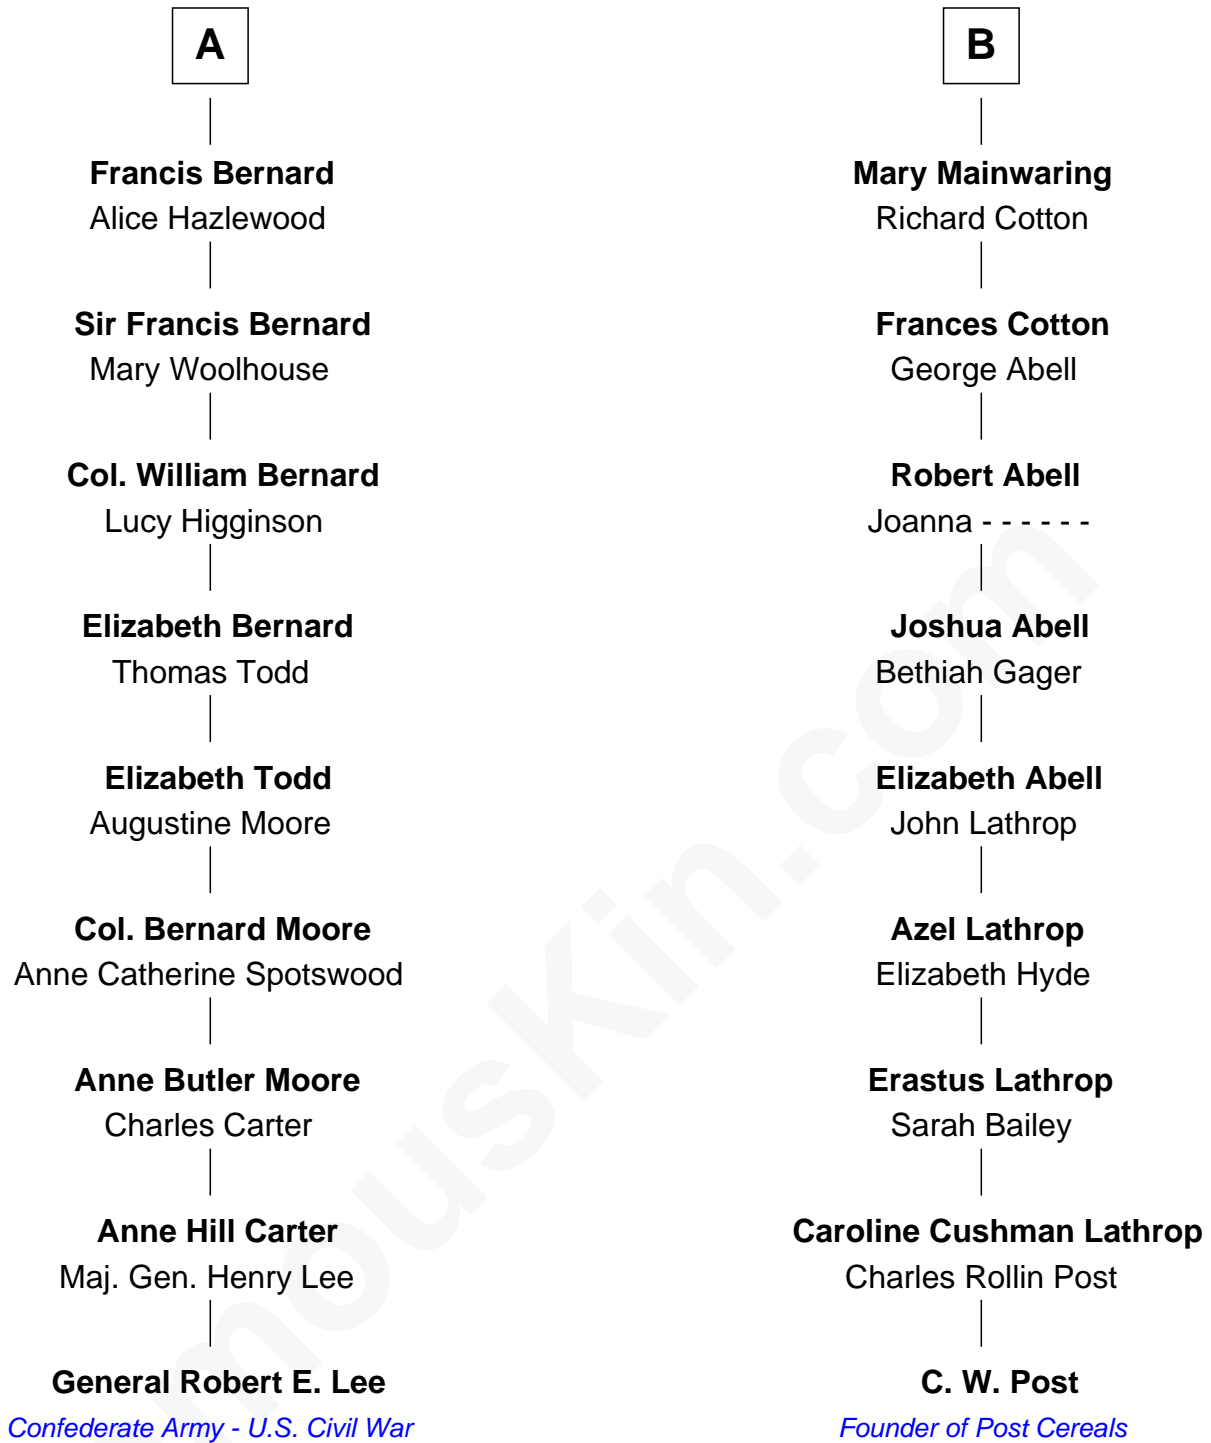 A
Francis Bernard
Alice Hazlewood
Sir Francis Bernard
Mary Woolhouse
Col. William Bernard
Lucy Higginson
Elizabeth Bernard
Thomas Todd
Elizabeth Todd
Augustine Moore
Col. Bernard Moore
Anne Catherine Spotswood
Anne Butler Moore
Charles Carter
Anne Hill Carter
Maj. Gen. Henry Lee
General Robert E. Lee
Confederate Army - U.S. Civil War
B
Mary Mainwaring
Richard Cotton
Frances Cotton
George Abell
Robert Abell
Joanna - - - - - -
Joshua Abell
Bethiah Gager
Elizabeth Abell
John Lathrop
Azel Lathrop
Elizabeth Hyde
Erastus Lathrop
Sarah Bailey
Caroline Cushman Lathrop
Charles Rollin Post
C. W. Post
Founder of Post Cereals
mousKin.com